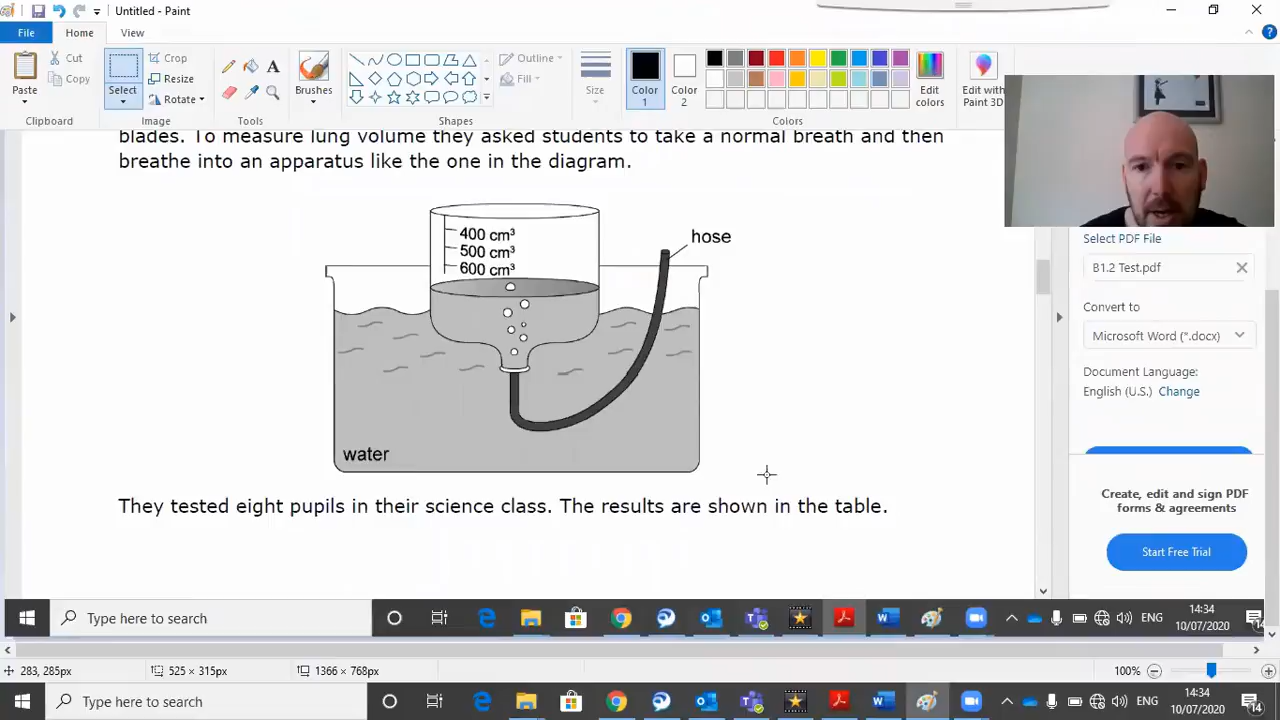 Untitled - Paint
File
Home
View
Paste
Cut
Copy
Clipboard
Select
Crop
Resize
Rotate
Image
A
Tools
Brushes
Outline
Fill
Shapes
Size
Color 1
Color 2
Edit colors
Colors
Edit with Paint 3D
blades. To measure lung volume they asked students to take a normal breath and then
breathe into an apparatus like the one in the diagram.
400 cm³
500 cm³
600 cm³
hose
water
They tested eight pupils in their science class. The results are shown in the table.
Select PDF File
B1.2 Test.pdf
Convert to
Microsoft Word (*.docx)
Document Language:
English (U.S.) Change
Create, edit and sign PDF
forms & agreements
Start Free Trial
Type here to search
ENG
14:34
10/07/2020
283, 285px
525 × 315px
1366 × 768px
100%
Type here to search
ENG
14:34
10/07/2020
14